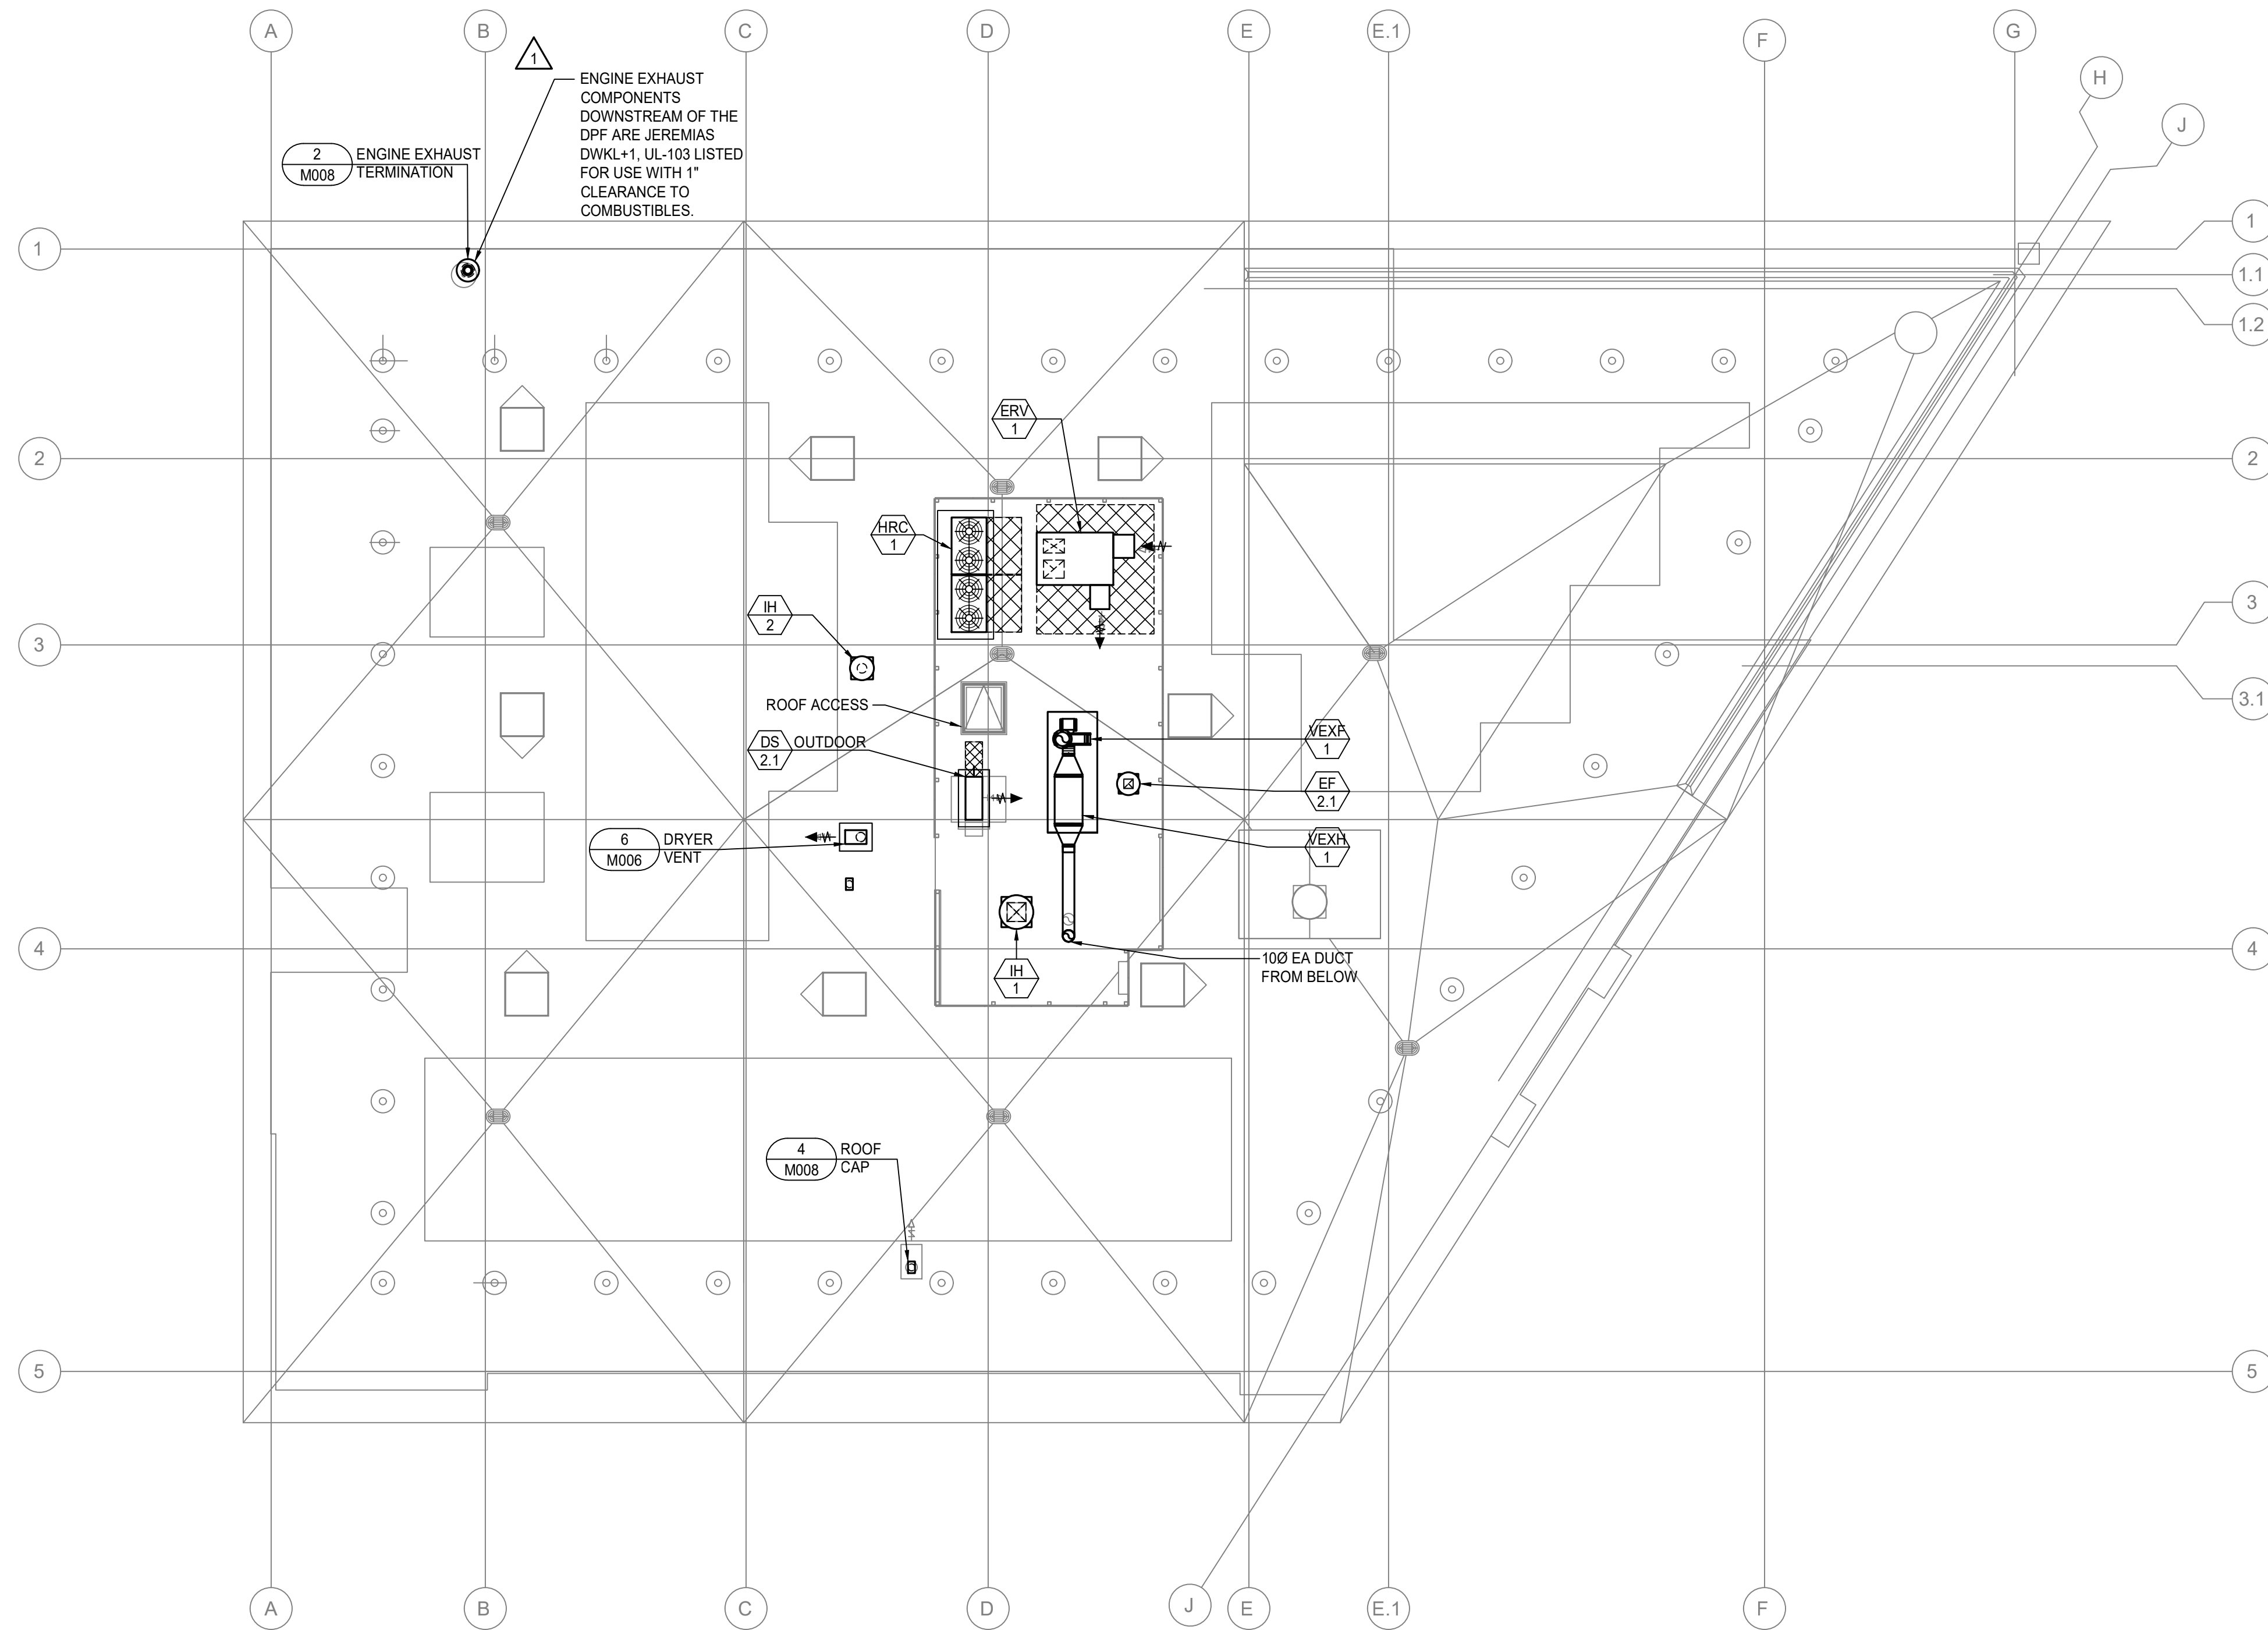 A
B
C
D
E
E.1
F
G
H
J
1
ENGINE EXHAUST
COMPONENTS
DOWNSTREAM OF THE
DPF ARE JEREMIAS
DWKL+1, UL-103 LISTED
FOR USE WITH 1"
CLEARANCE TO
COMBUSTIBLES.
2
M008
ENGINE EXHAUST
TERMINATION
1
1
1.1
1.2
ERV
1
2
2
HRC
1
IH
2
3
3
3.1
ROOF ACCESS
DS
2.1
OUTDOOR
VEXF
1
EF
2.1
6
M006
DRYER
VENT
VEXH
1
4
4
IH
1
10Ø EA DUCT
FROM BELOW
4
M008
ROOF
CAP
5
5
A
B
C
D
J
E
E.1
F